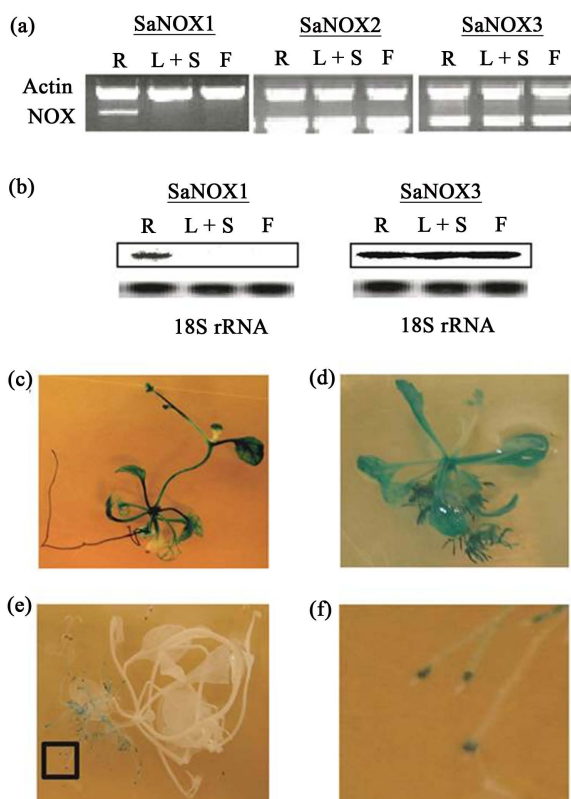 (a)
SaNOX1 SaNOX2 SaNOX3
R L + S F R L + S F R L + S F
Actin
NOX
(b)
SaNOX1 SaNOX3
R L + S F R L + S F
18S rRNA 18S rRNA
(c) (d)
(e) (f)